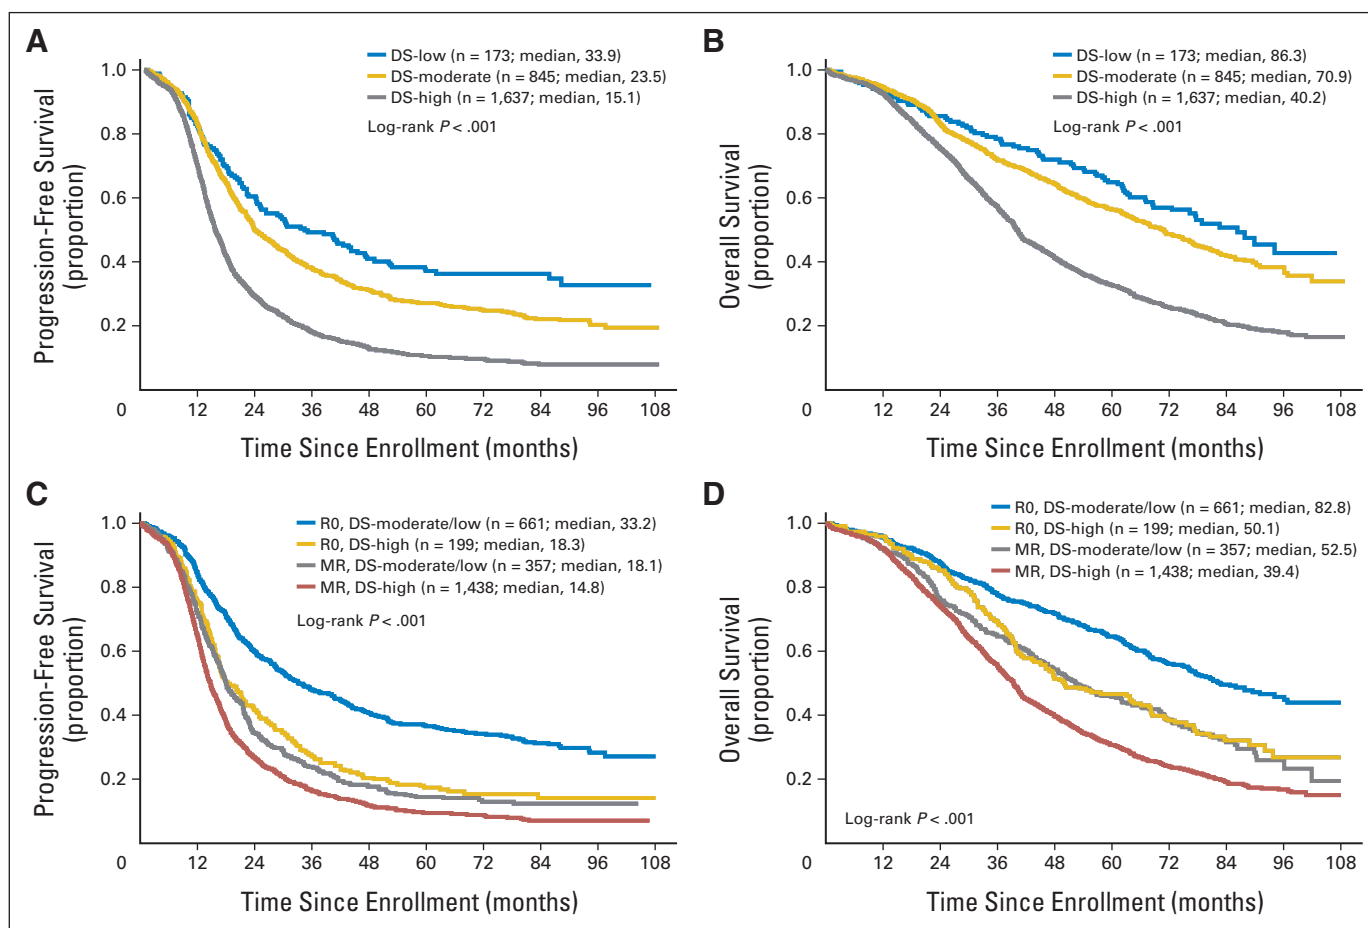 A
DS-low (n = 173; median, 33.9)
DS-moderate (n = 845; median, 23.5)
DS-high (n = 1,637; median, 15.1)
Log-rank P < .001
Progression-Free Survival
(proportion)
1.0
0.8
0.6
0.4
0.2
0 12 24 36 48 60 72 84 96 108
Time Since Enrollment (months)
B
DS-low (n = 173; median, 86.3)
DS-moderate (n = 845; median, 70.9)
DS-high (n = 1,637; median, 40.2)
Log-rank P < .001
Overall Survival
(proportion)
1.0
0.8
0.6
0.4
0.2
0 12 24 36 48 60 72 84 96 108
Time Since Enrollment (months)
C
R0, DS-moderate/low (n = 661; median, 33.2)
R0, DS-high (n = 199; median, 18.3)
MR, DS-moderate/low (n = 357; median, 18.1)
MR, DS-high (n = 1,438; median, 14.8)
Log-rank P < .001
Progression-Free Survival
(proportion)
1.0
0.8
0.6
0.4
0.2
0 12 24 36 48 60 72 84 96 108
Time Since Enrollment (months)
D
R0, DS-moderate/low (n = 661; median, 82.8)
R0, DS-high (n = 199; median, 50.1)
MR, DS-moderate/low (n = 357; median, 52.5)
MR, DS-high (n = 1,438; median, 39.4)
Log-rank P < .001
Overall Survival
(proportion)
1.0
0.8
0.6
0.4
0.2
0 12 24 36 48 60 72 84 96 108
Time Since Enrollment (months)